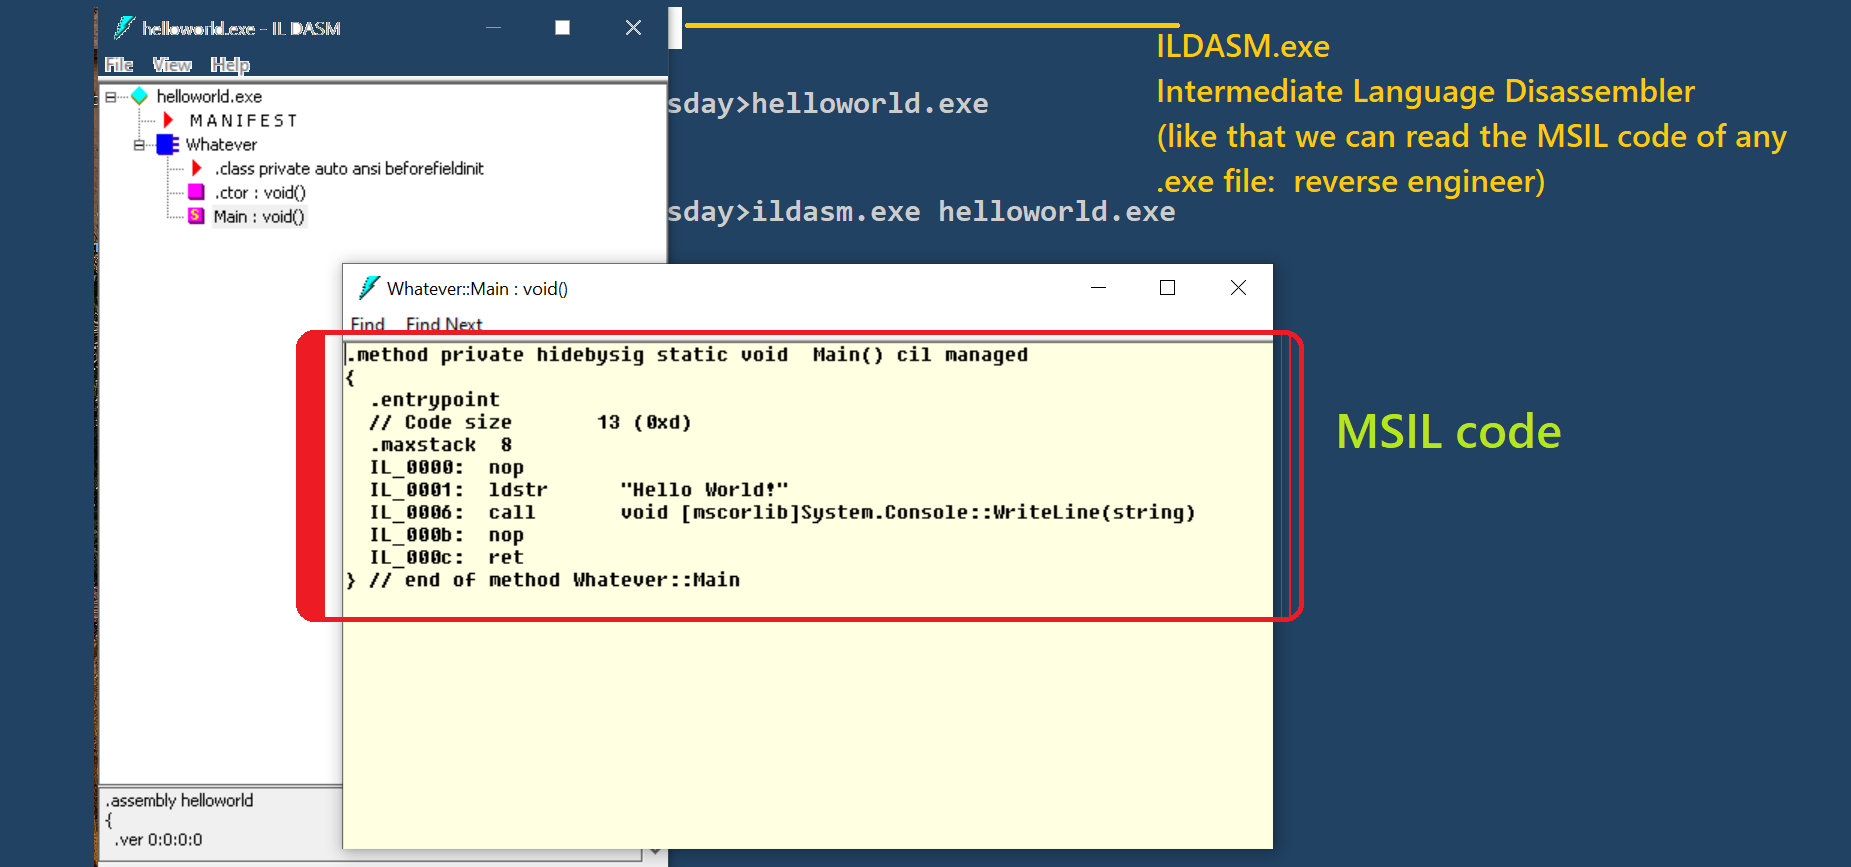 helloworld.exe - IL DASM
File View Help
helloworld.exe
MANIFEST
Whatever
.class private auto ansi beforefieldinit
.ctor : void()
Main : void()
sday>helloworld.exe
sday>ildasm.exe helloworld.exe
ILDASM.exe
Intermediate Language Disassembler
(like that we can read the MSIL code of any
.exe file:  reverse engineer)
Whatever::Main : void()
Find Find Next
.method private hidebysig static void  Main() cil managed
{
  .entrypoint
  // Code size       13 (0xd)
  .maxstack  8
  IL_0000:  nop
  IL_0001:  ldstr      "Hello World!"
  IL_0006:  call       void [mscorlib]System.Console::WriteLine(string)
  IL_000b:  nop
  IL_000c:  ret
} // end of method Whatever::Main
MSIL code
.assembly helloworld
{
  .ver 0:0:0:0